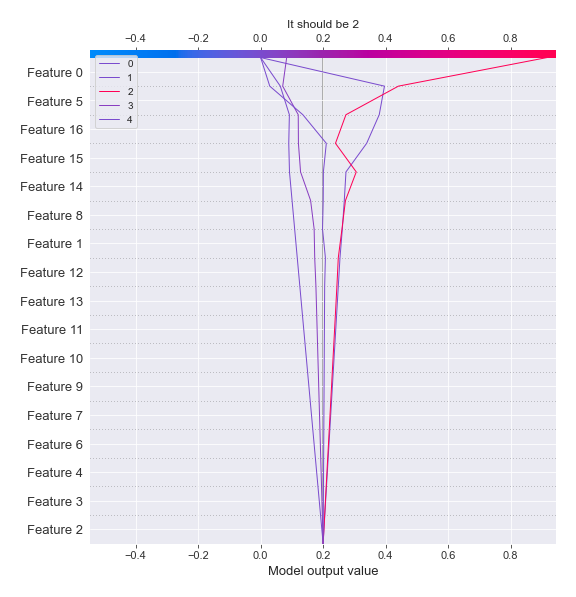 It should be 2
−0.4 −0.2 0.0 0.2 0.4 0.6 0.8
0
1
2
3
4
Feature 0
Feature 5
Feature 16
Feature 15
Feature 14
Feature 8
Feature 1
Feature 12
Feature 13
Feature 11
Feature 10
Feature 9
Feature 7
Feature 6
Feature 4
Feature 3
Feature 2
−0.4 −0.2 0.0 0.2 0.4 0.6 0.8
Model output value